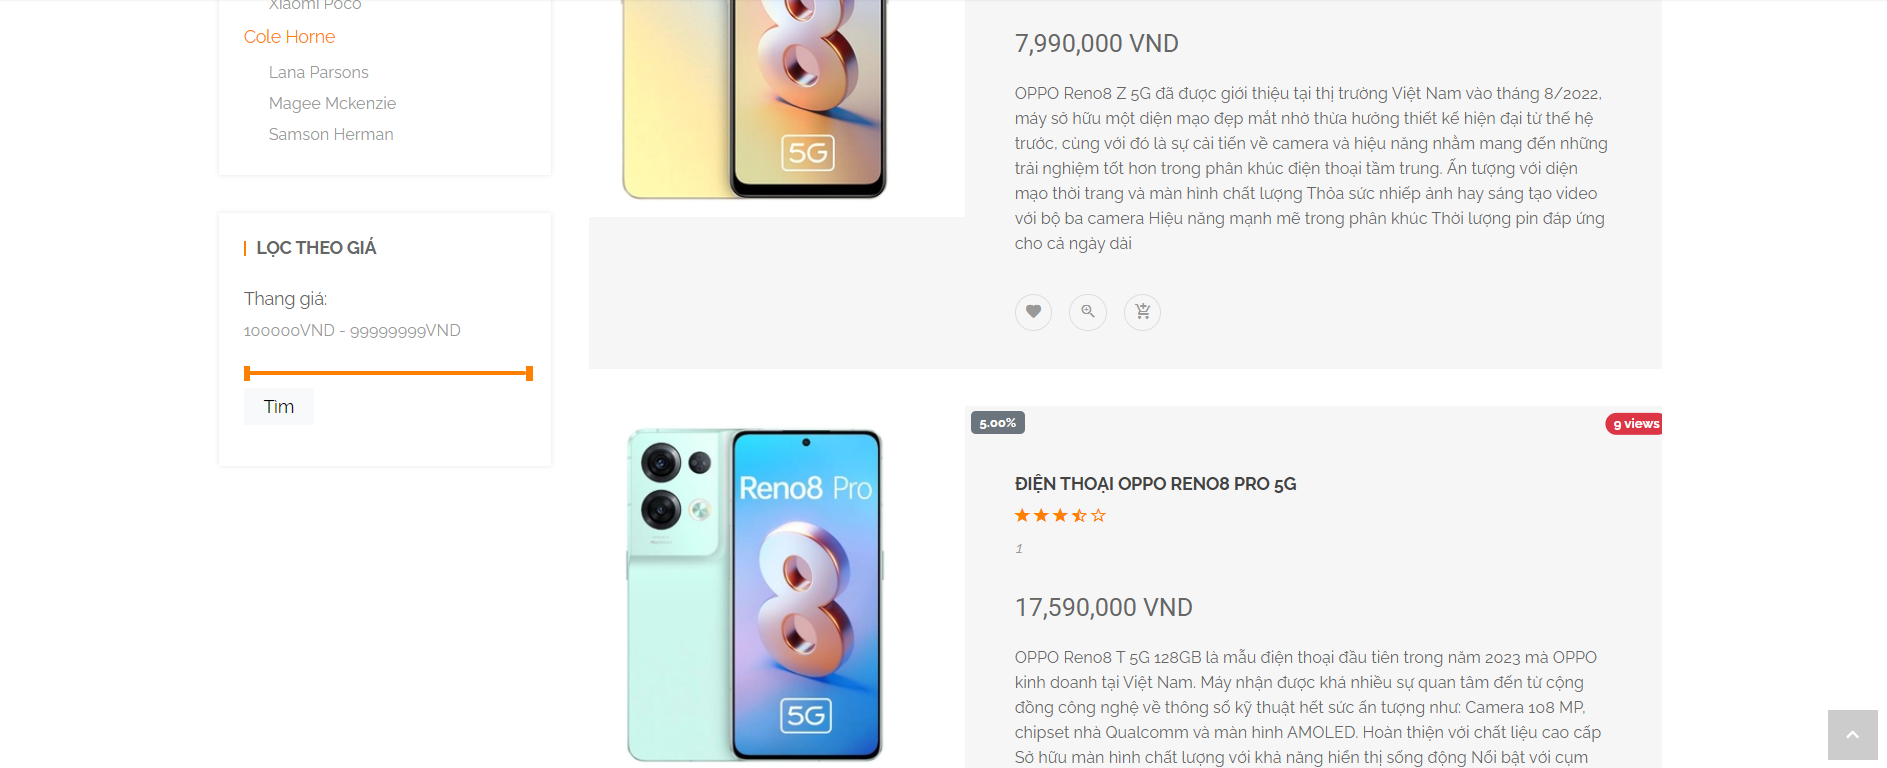 Xiaomi Poco
Cole Horne
Lana Parsons
Magee Mckenzie
Samson Herman
LỌC THEO GIÁ
Thang giá:
100000VND - 99999999VND
Tìm
5G
7,990,000 VND
OPPO Reno8 Z 5G đã được giới thiệu tại thị trường Việt Nam vào tháng 8/2022,
máy sở hữu một diện mạo đẹp mắt nhờ thừa hưởng thiết kế hiện đại từ thế hệ
trước, cùng với đó là sự cải tiến về camera và hiệu năng nhằm mang đến những
trải nghiệm tốt hơn trong phân khúc điện thoại tầm trung. Ấn tượng với diện
mạo thời trang và màn hình chất lượng Thỏa sức nhiếp ảnh hay sáng tạo video
với bộ ba camera Hiệu năng mạnh mẽ trong phân khúc Thời lượng pin đáp ứng
cho cả ngày dài
Reno8 Pro
8
5G
5.00%
9 views
ĐIỆN THOẠI OPPO RENO8 PRO 5G
1
17,590,000 VND
OPPO Reno8 T 5G 128GB là mẫu điện thoại đầu tiên trong năm 2023 mà OPPO
kinh doanh tại Việt Nam. Máy nhận được khá nhiều sự quan tâm đến từ cộng
đồng công nghệ về thông số kỹ thuật hết sức ấn tượng như: Camera 108 MP,
chipset nhà Qualcomm và màn hình AMOLED. Hoàn thiện với chất liệu cao cấp
Sở hữu màn hình chất lượng với khả năng hiển thị sống động Nổi bật với cụm